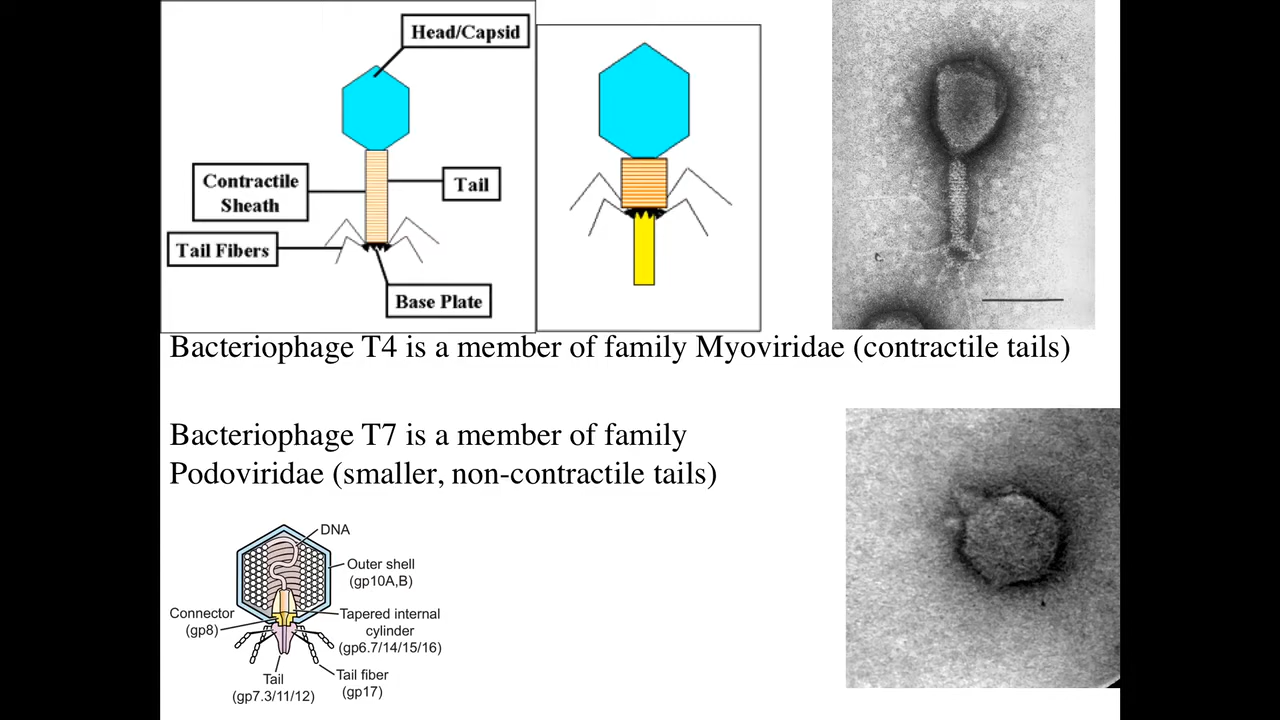 Head/Capsid
Contractile
Sheath
Tail
Tail Fibers
Base Plate
Bacteriophage T4 is a member of family Myoviridae (contractile tails)
Bacteriophage T7 is a member of family
Podoviridae (smaller, non-contractile tails)
DNA
Outer shell
(gp10A,B)
Connector
(gp8)
Tapered internal
cylinder
(gp6.7/14/15/16)
Tail
(gp7.3/11/12)
Tail fiber
(gp17)